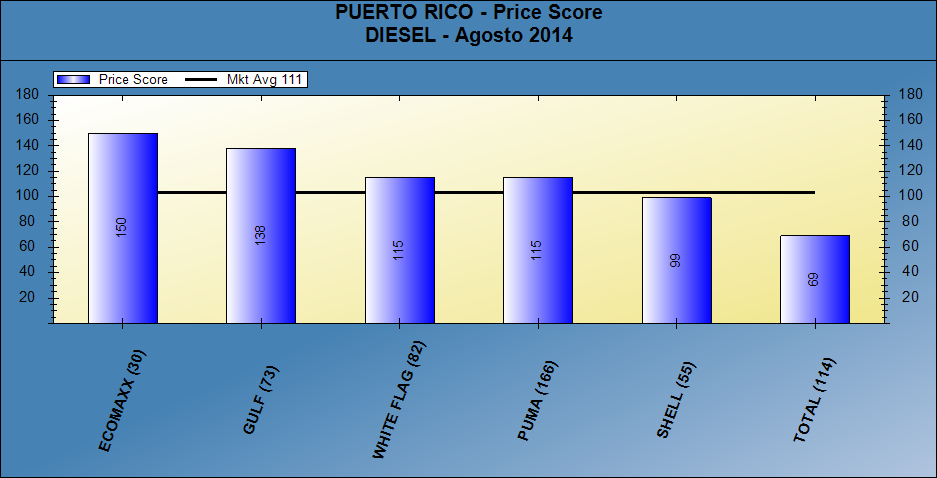 PUERTO RICO - Price Score
DIESEL - Agosto 2014
Price Score
Mkt Avg 111
180
160
140
120
100
80
60
40
20
180
160
140
120
100
80
60
40
20
150
138
115
115
99
69
ECOMAXX (30)
GULF (73)
WHITE FLAG (82)
PUMA (166)
SHELL (55)
TOTAL (114)